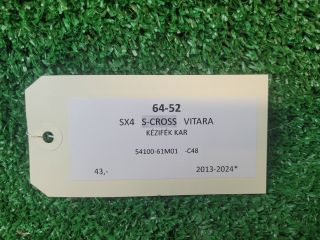 64-52
SX4 S-CROSS VITARA
KÉZIFÉK KAR
54100-61M01 -C48
43,- 2013-2024*